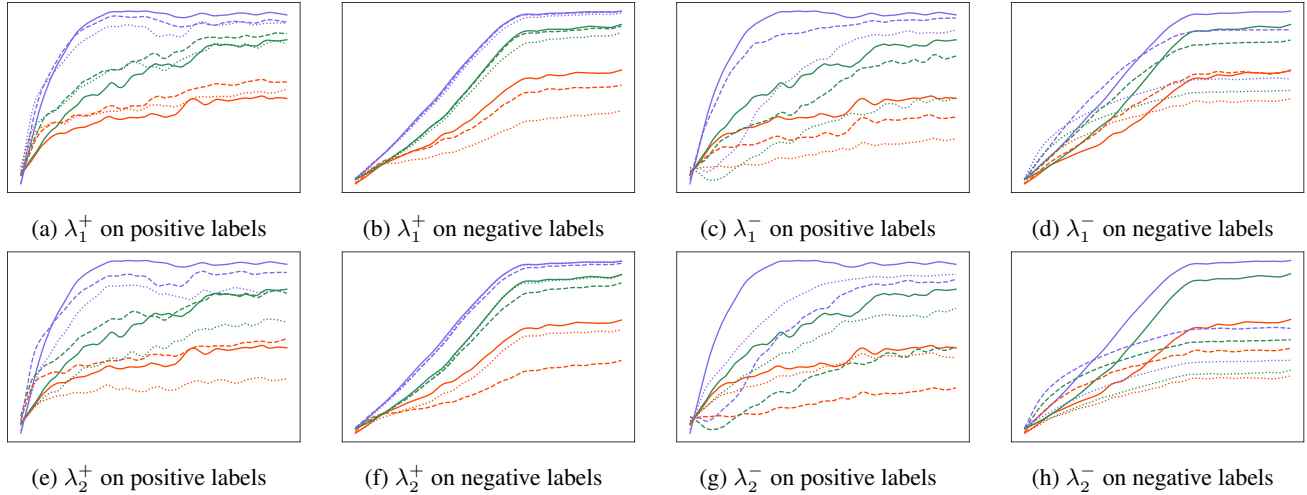 (a) λ₁⁺ on positive labels (b) λ₁⁺ on negative labels (c) λ₁⁻ on positive labels (d) λ₁⁻ on negative labels
(e) λ₂⁺ on positive labels (f) λ₂⁺ on negative labels (g) λ₂⁻ on positive labels (h) λ₂⁻ on negative labels